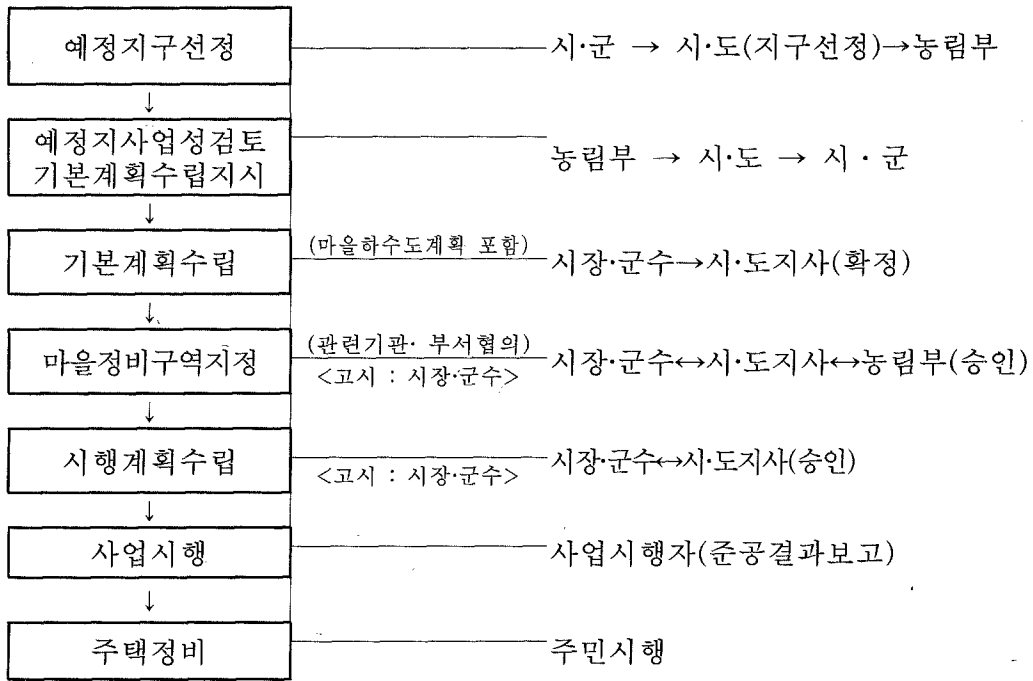 예정지구선정 시·군 → 시·도(지구선정)→농림부
↓
예정지사업성검토
기본계획수립지시 농림부 → 시·도 → 시·군
↓
기본계획수립 (마을하수도계획 포함) 시장·군수→시·도지사(확정)
↓
마을정비구역지정 (관련기관·부서협의) 시장·군수↔시·도지사↔농림부(승인)
<고시 : 시장·군수>
↓
시행계획수립 시장·군수↔시·도지사(승인)
<고시 : 시장·군수>
↓
사업시행 사업시행자(준공결과보고)
↓
주택정비 주민시행